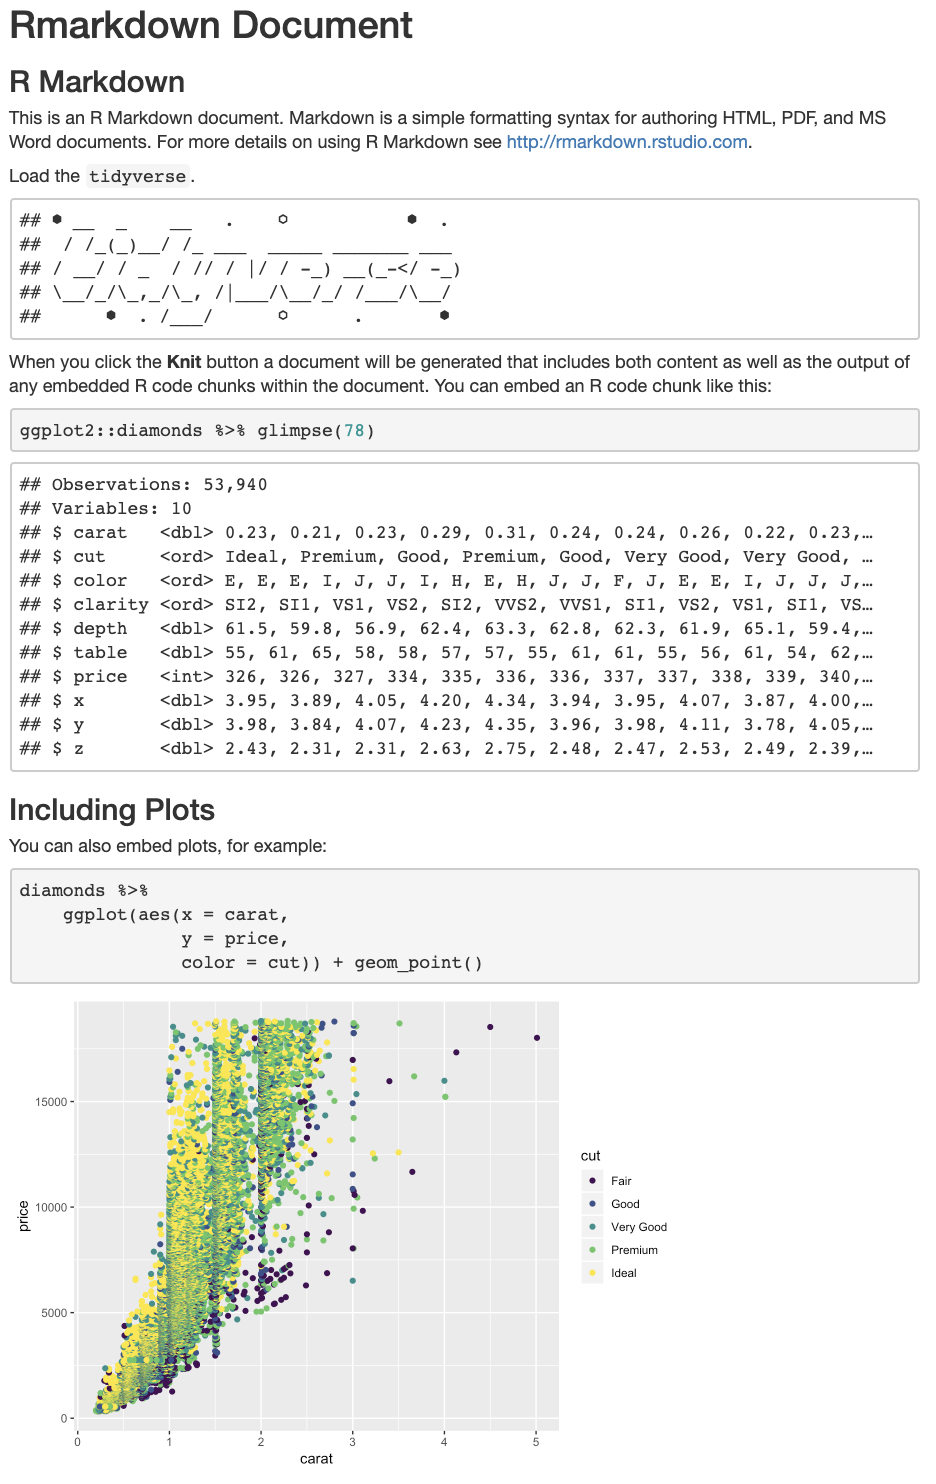 Rmarkdown Document
R Markdown
This is an R Markdown document. Markdown is a simple formatting syntax for authoring HTML, PDF, and MS
Word documents. For more details on using R Markdown see http://rmarkdown.rstudio.com.
Load the tidyverse.
## ⬢ __  _    __   .    ⬡           ⬢  .
##  / /_(_)__/ /_ ___  _____ _______ ___
## / __/ / _  / // / |/ / -_) __(_-</ -_)
## \__/_/\_,_/\_, /|___/\__/_/ /___/\__/
##      ⬢  . /___/      ⬡      .       ⬢
When you click the Knit button a document will be generated that includes both content as well as the output of
any embedded R code chunks within the document. You can embed an R code chunk like this:
ggplot2::diamonds %>% glimpse(78)
## Observations: 53,940
## Variables: 10
## $ carat   <dbl> 0.23, 0.21, 0.23, 0.29, 0.31, 0.24, 0.24, 0.26, 0.22, 0.23,…
## $ cut     <ord> Ideal, Premium, Good, Premium, Good, Very Good, Very Good, …
## $ color   <ord> E, E, E, I, J, J, I, H, E, H, J, J, F, J, E, E, I, J, J, J,…
## $ clarity <ord> SI2, SI1, VS1, VS2, SI2, VVS2, VVS1, SI1, VS2, VS1, SI1, VS…
## $ depth   <dbl> 61.5, 59.8, 56.9, 62.4, 63.3, 62.8, 62.3, 61.9, 65.1, 59.4,…
## $ table   <dbl> 55, 61, 65, 58, 58, 57, 57, 55, 61, 61, 55, 56, 61, 54, 62,…
## $ price   <int> 326, 326, 327, 334, 335, 336, 336, 337, 337, 338, 339, 340,…
## $ x       <dbl> 3.95, 3.89, 4.05, 4.20, 4.34, 3.94, 3.95, 4.07, 3.87, 4.00,…
## $ y       <dbl> 3.98, 3.84, 4.07, 4.23, 4.35, 3.96, 3.98, 4.11, 3.78, 4.05,…
## $ z       <dbl> 2.43, 2.31, 2.31, 2.63, 2.75, 2.48, 2.47, 2.53, 2.49, 2.39,…
Including Plots
You can also embed plots, for example:
diamonds %>%
    ggplot(aes(x = carat,
               y = price,
               color = cut)) + geom_point()
15000
10000
5000
0
price
0 1 2 3 4 5
carat
cut
Fair
Good
Very Good
Premium
Ideal